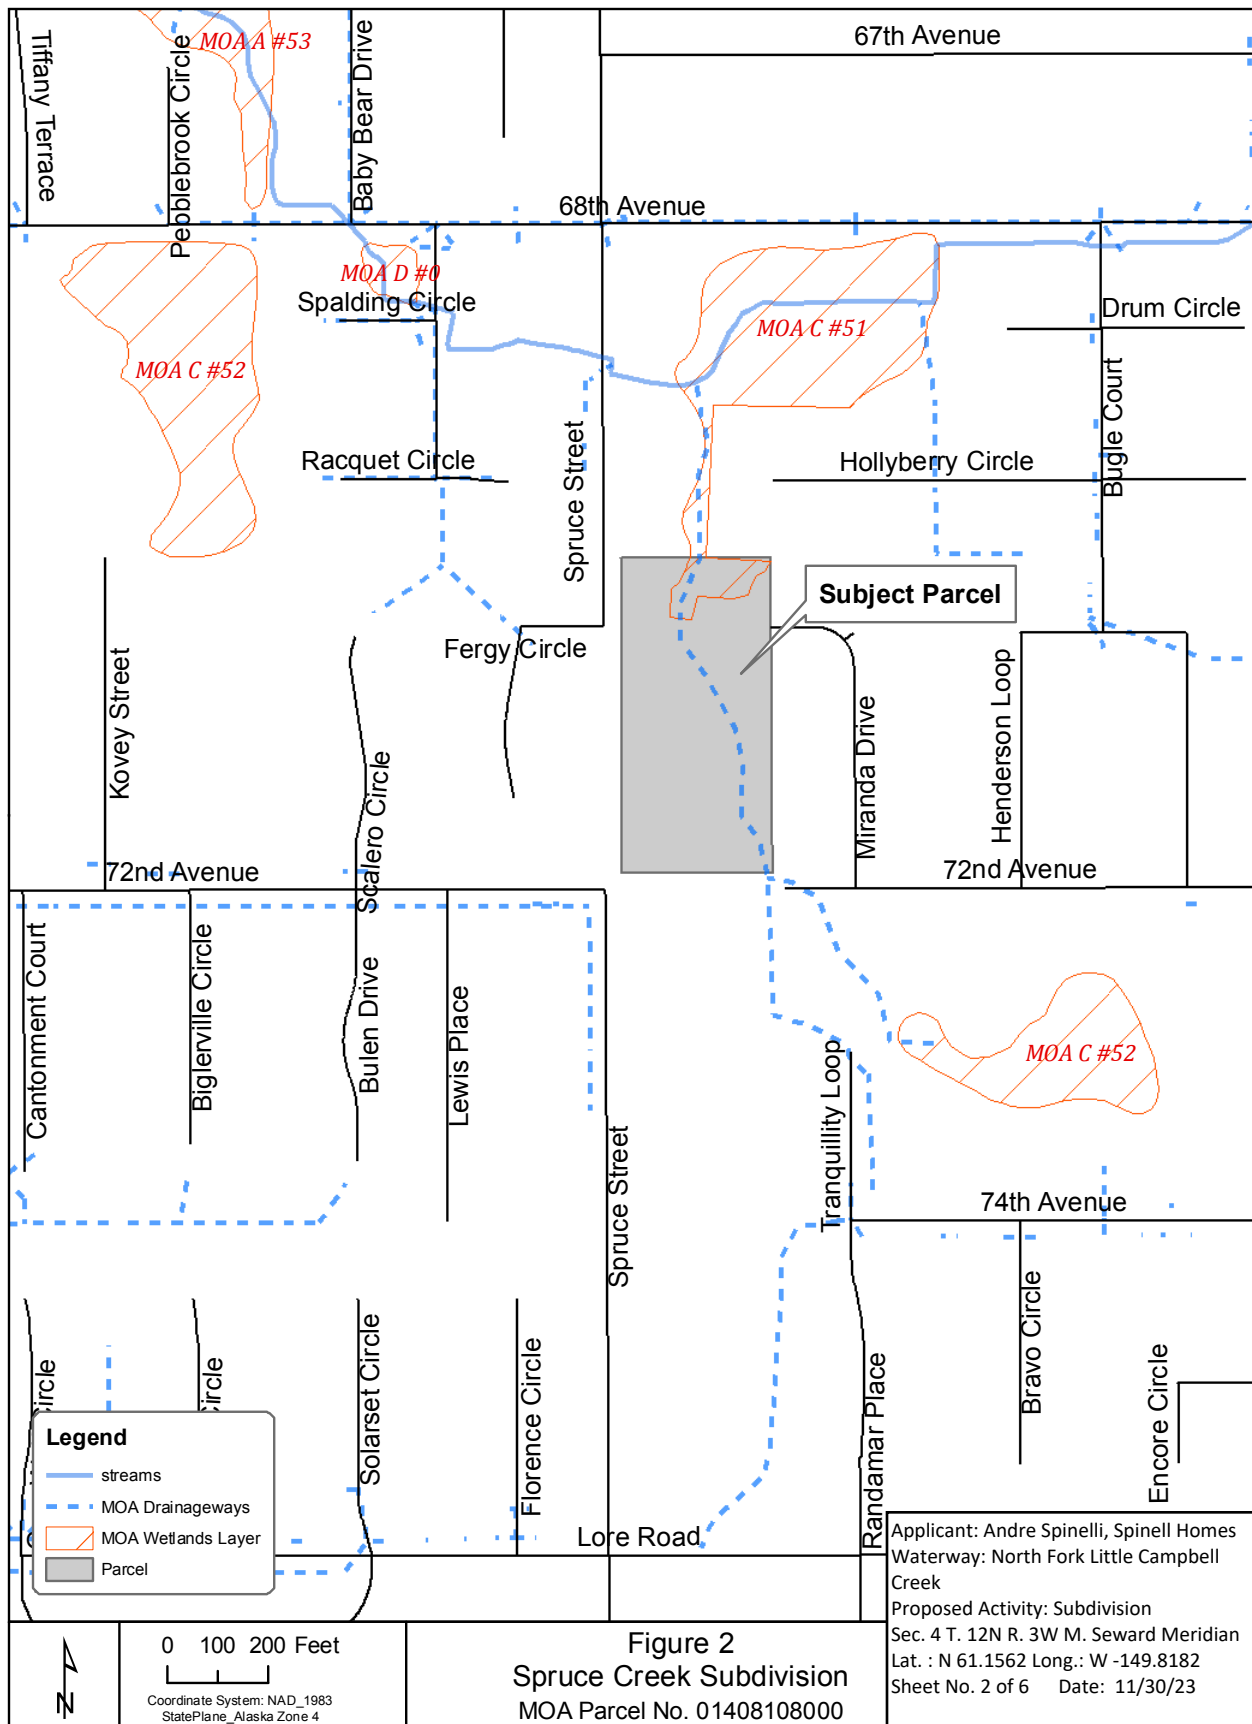 MOA A #53
67th Avenue
Tiffany Terrace
Pebblebrook Circle
Baby Bear Drive
68th Avenue
MOA D #0
Spalding Circle
MOA C #51
Drum Circle
MOA C #52
Bugle Court
Racquet Circle
Spruce Street
Hollyberry Circle
Subject Parcel
Fergy Circle
Kovey Street
Scalero Circle
Miranda Drive
Henderson Loop
72nd Avenue
72nd Avenue
Cantonment Court
Biglerville Circle
Bulen Drive
Lewis Place
Tranquillity Loop
MOA C #52
Spruce Street
74th Avenue
Circle
Circle
Solarset Circle
Florence Circle
Randamar Place
Bravo Circle
Encore Circle
Lore Road
Legend
streams
MOA Drainageways
MOA Wetlands Layer
Parcel
N
0 100 200 Feet
Coordinate System: NAD_1983
StatePlane_Alaska Zone 4
Figure 2
Spruce Creek Subdivision
MOA Parcel No. 01408108000
Applicant: Andre Spinelli, Spinell Homes
Waterway: North Fork Little Campbell
Creek
Proposed Activity: Subdivision
Sec. 4 T. 12N R. 3W M. Seward Meridian
Lat. : N 61.1562 Long.: W -149.8182
Sheet No. 2 of 6 Date: 11/30/23